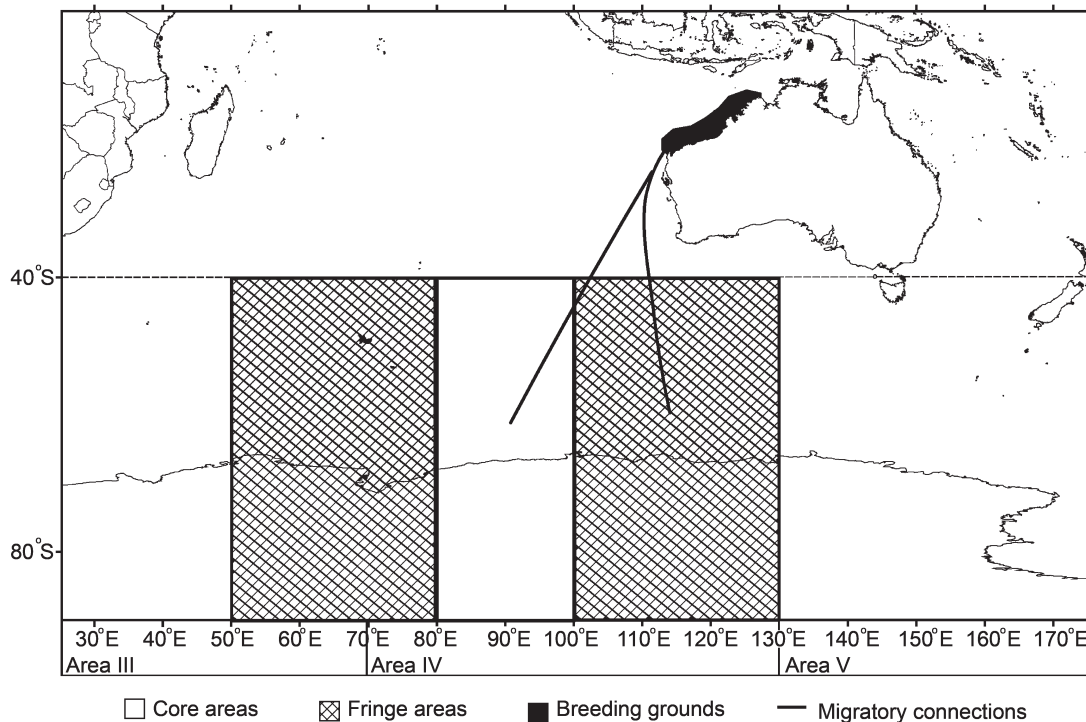 40°S
80°S
30°E 40°E 50°E 60°E 70°E 80°E 90°E 100°E 110°E 120°E 130°E 140°E 150°E 160°E 170°E
Area III Area IV Area V
Core areas Fringe areas Breeding grounds Migratory connections